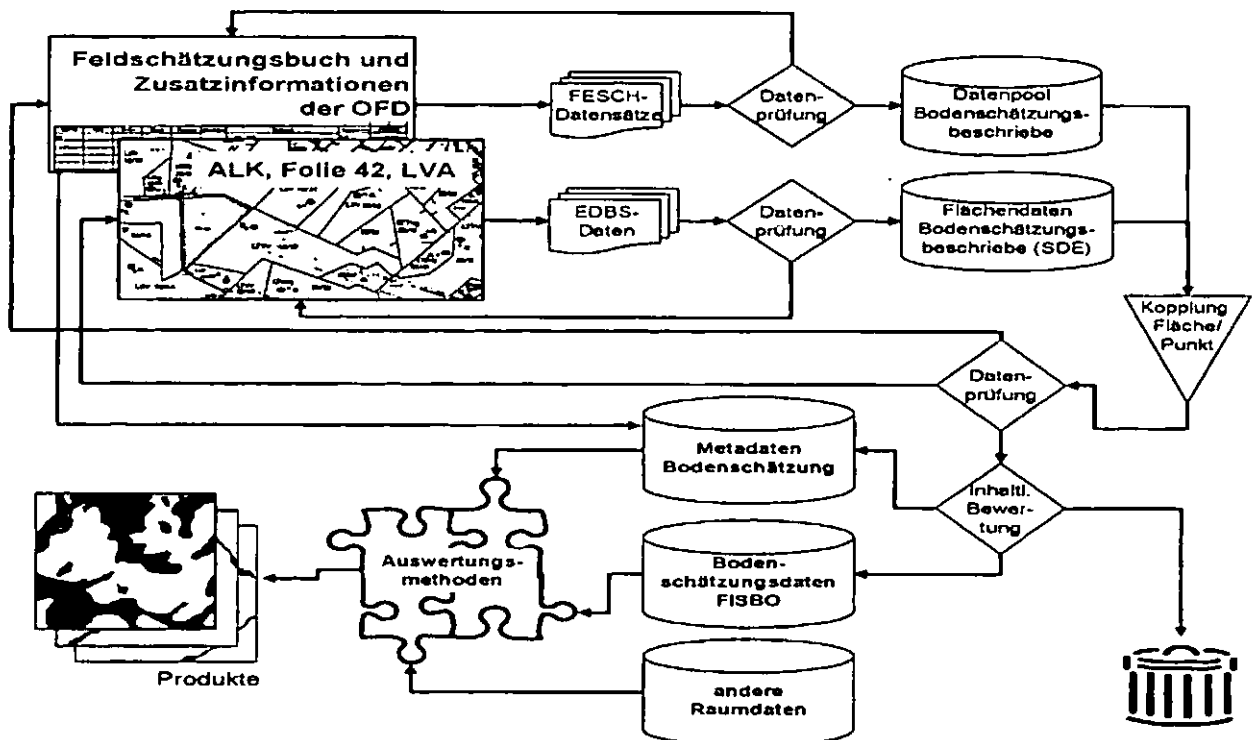 Feldschätzungsbuch und
Zusatzinformationen
der OFD
FESCH-
Datensätze
Daten-
prüfung
Datenpool
Bodenschätzungs-
beschriebe
ALK, Folie 42, LVA
EDBS-
Daten
Daten-
prüfung
Flächendaten
Bodenschätzungs-
beschriebe (SDE)
Kopplung
Fläche/
Punkt
Daten-
prüfung
Metadaten
Bodenschätzung
Inhaltl.
Bewer-
tung
Auswertungs-
methoden
Boden-
schätzungsdaten
FISBO
Produkte
andere
Raumdaten